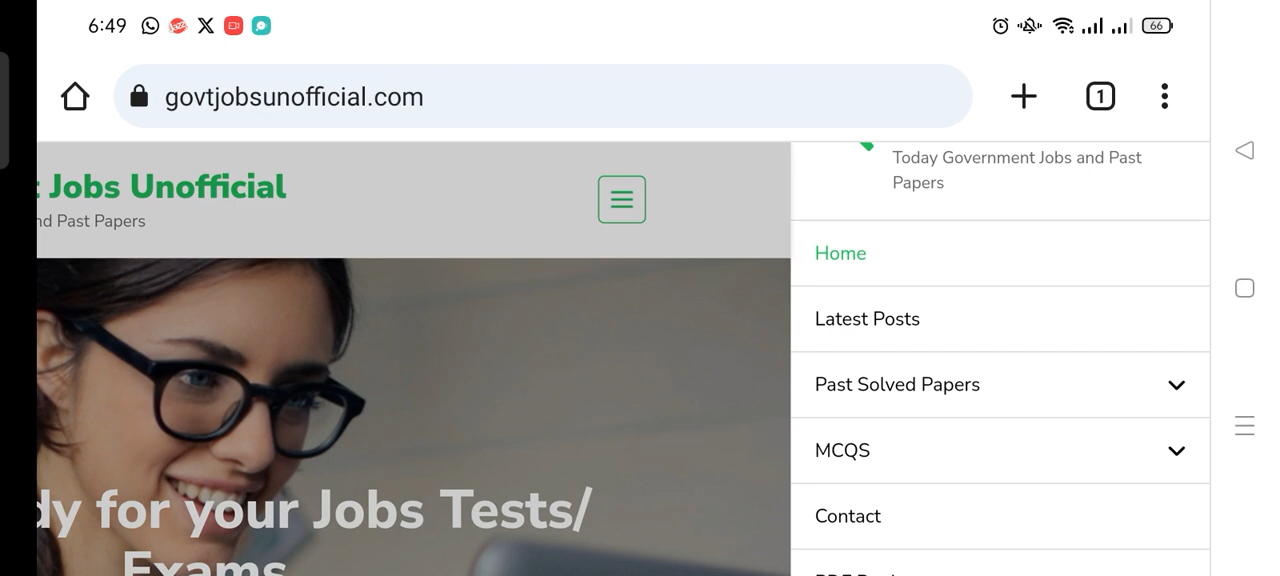 6:49
66
govtjobsunofficial.com
1
Jobs Unofficial
nd Past Papers
Today Government Jobs and Past
Papers
Home
Latest Posts
Past Solved Papers
MCQS
Contact
dy for your Jobs Tests/
Exams